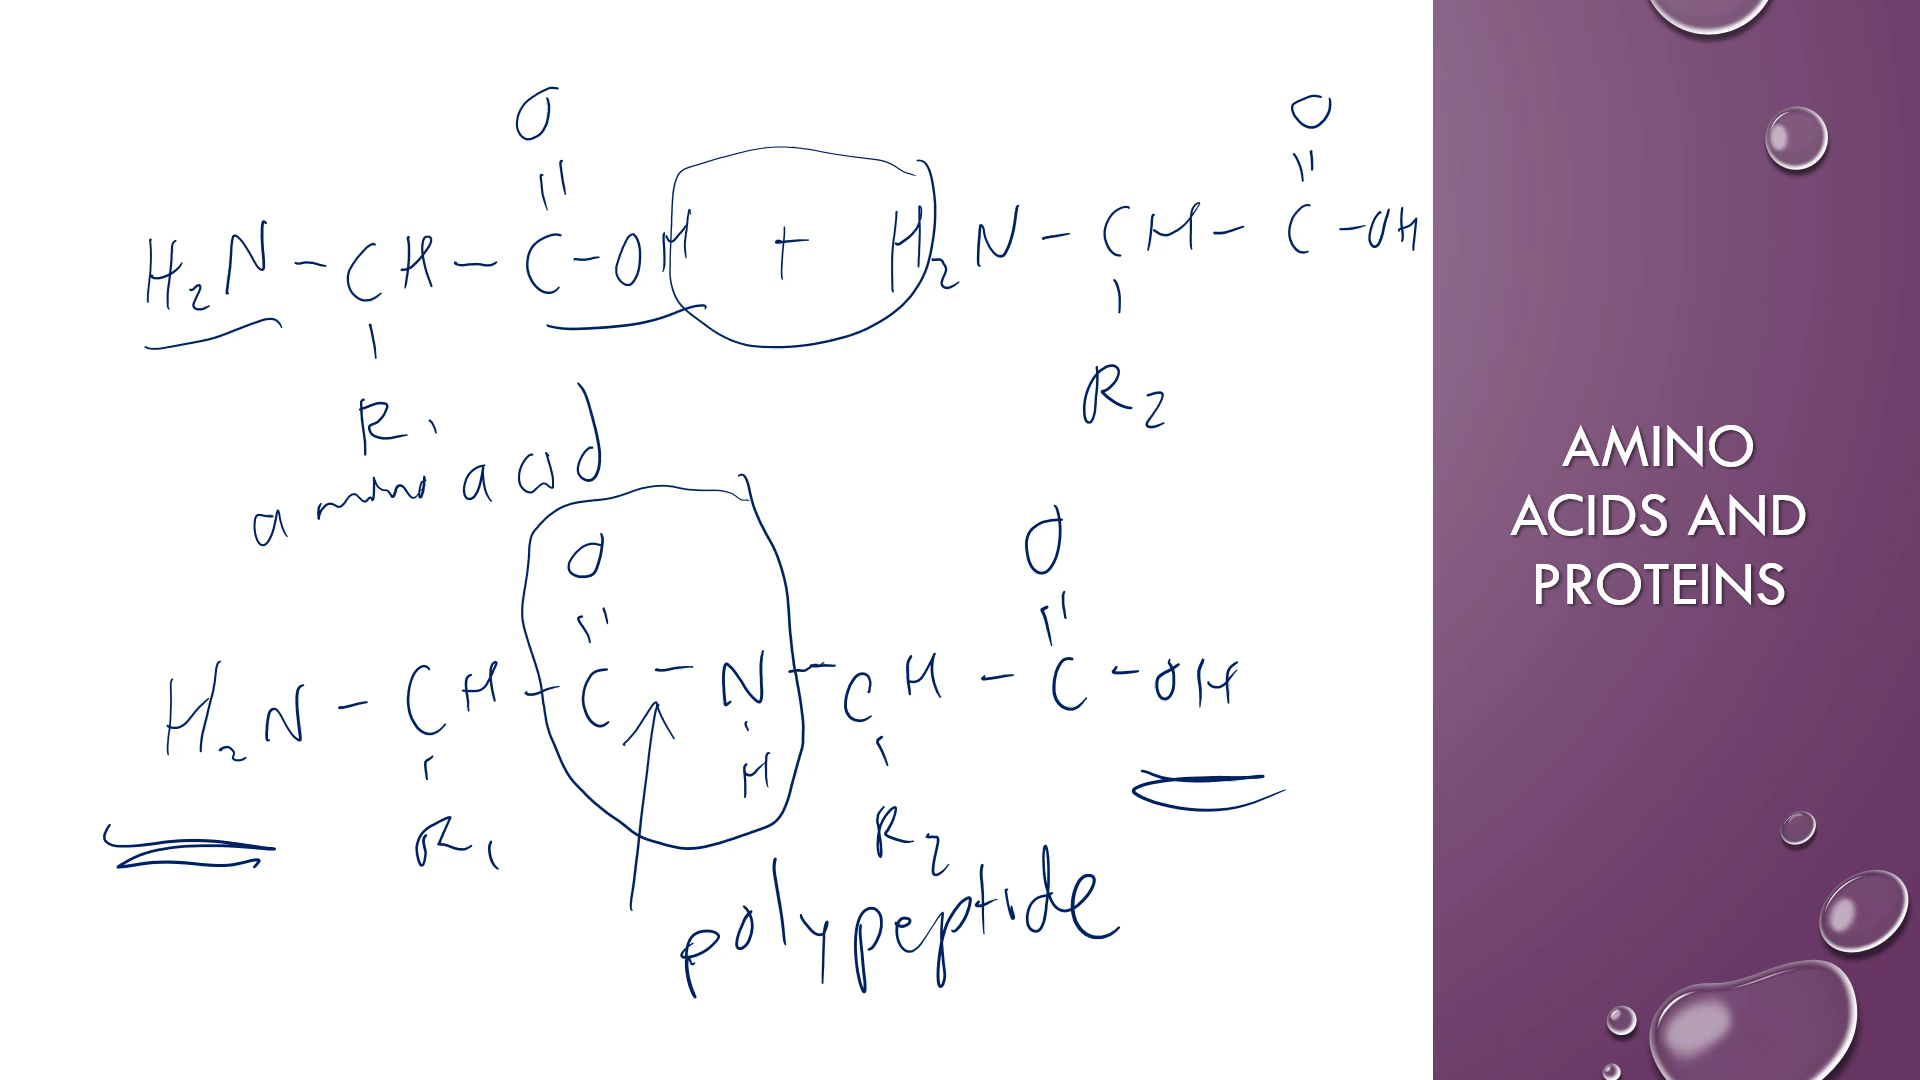 O O
|| ||
H₂N - CH - C - OH + H₂N - CH - C - OH
| |
R₁ R₂
amino acid
O O
|| ||
H₂N - CH - C - N - CH - C - OH
| | |
R₁ H R₂
polypeptide
AMINO
ACIDS AND
PROTEINS